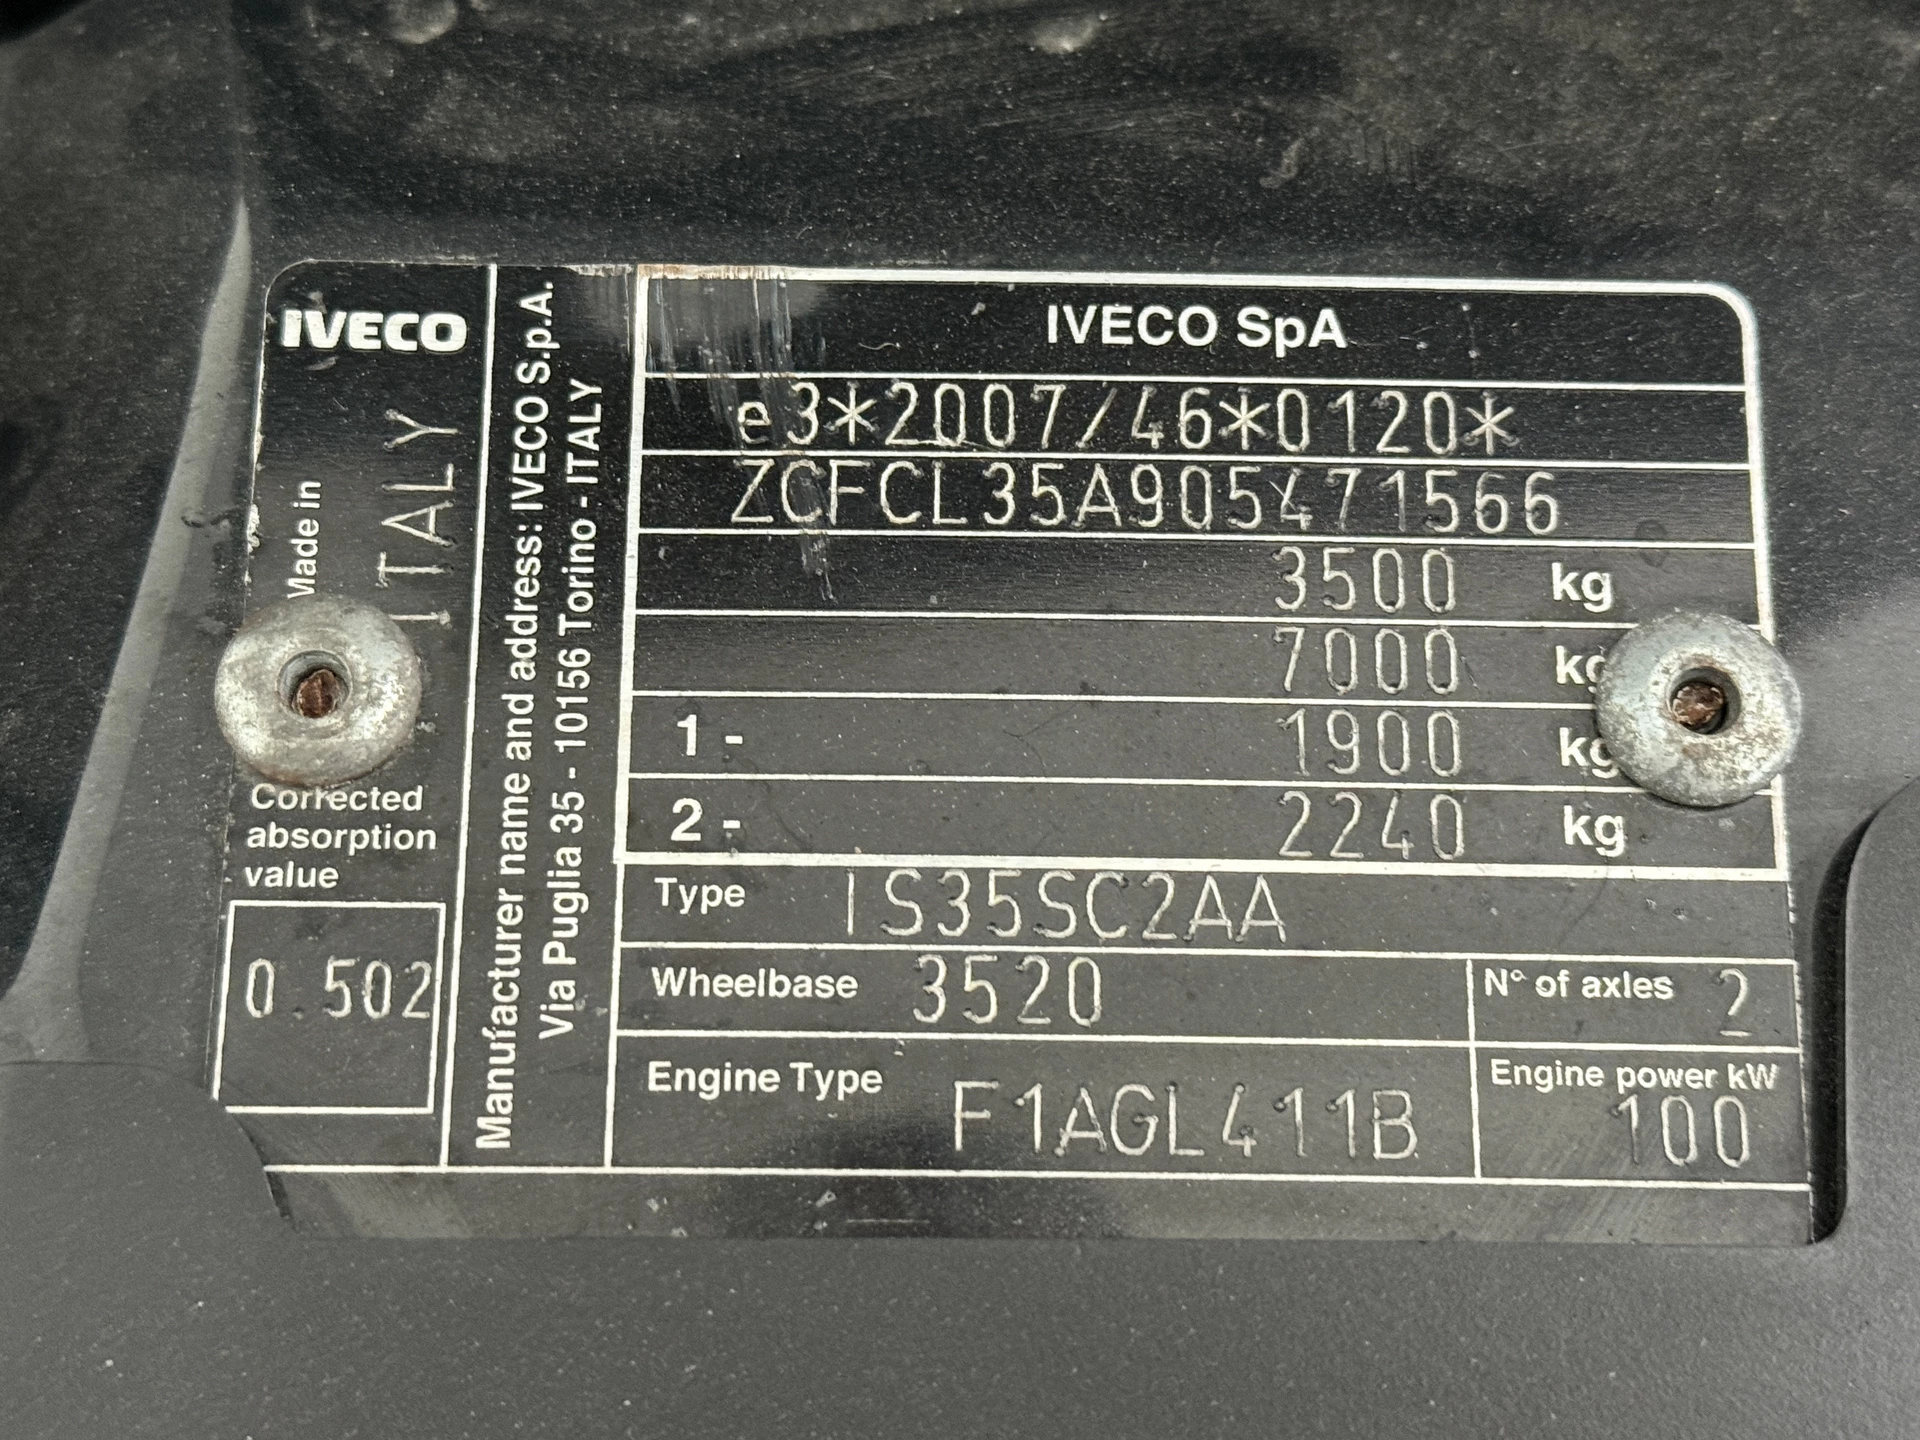 IVECO
Made in
ITALY
Corrected
absorption
value
0.502
Manufacturer name and address: IVECO S.p.A.
Via Puglia 35 - 10156 Torino - ITALY
IVECO SpA
e3*2007/46*0120*
ZCFCL35A905471566
3500 kg
7000 kg
1 - 1900 kg
2 - 2240 kg
Type IS35SC2AA
Wheelbase 3520
N° of axles 2
Engine Type F1AGL411B
Engine power kW
100